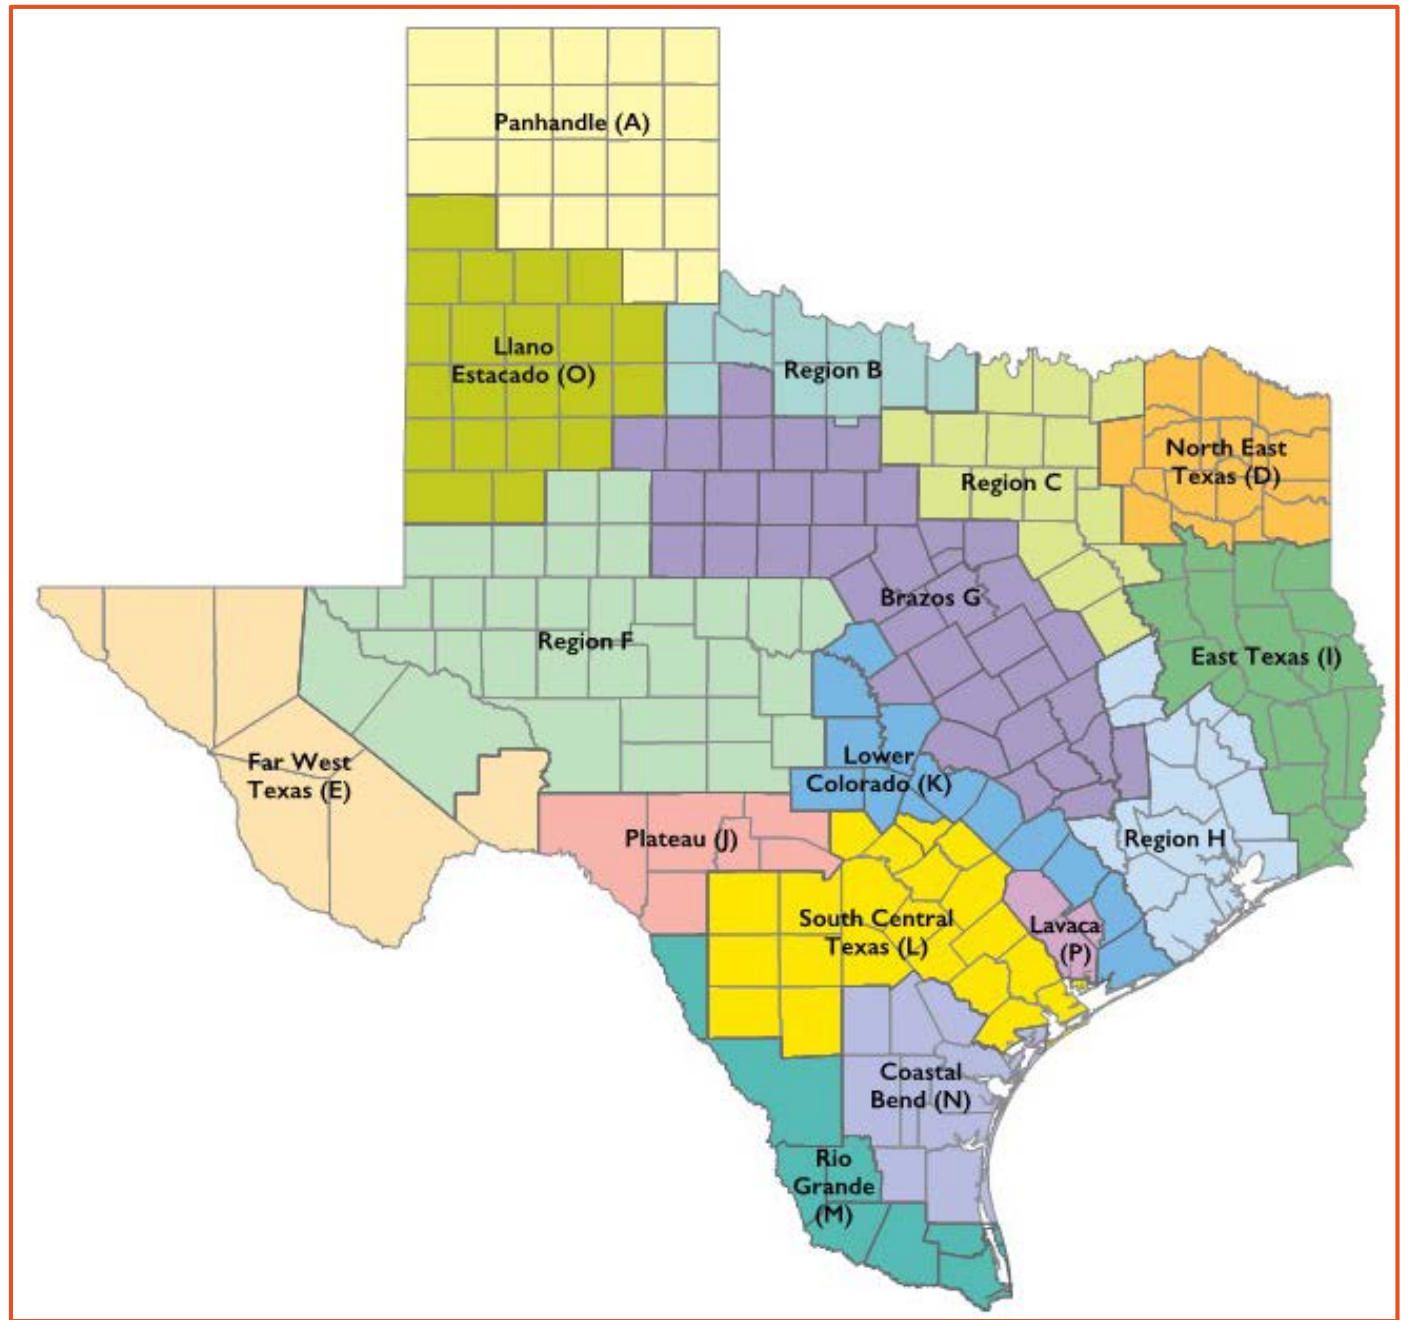 Panhandle (A)
Llano
Estacado (O)
Region B
North East
Texas (D)
Region C
Brazos G
Region F
East Texas (I)
Far West
Texas (E)
Lower
Colorado (K)
Plateau (J)
Region H
South Central
Texas (L)
Lavaca
(P)
Coastal
Bend (N)
Rio
Grande
(M)